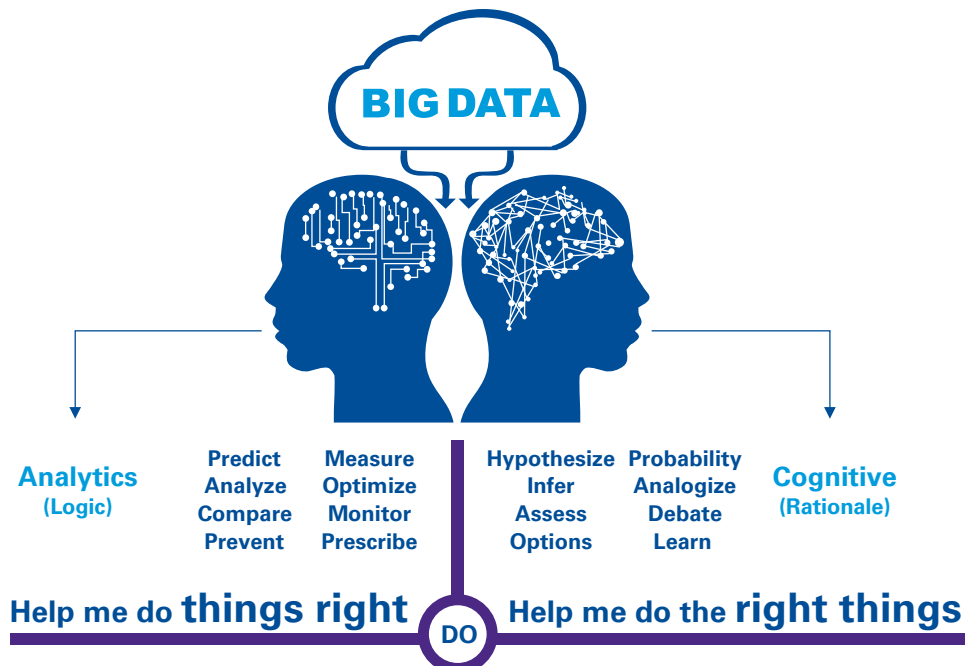 BIG DATA
Analytics
(Logic)
Predict
Analyze
Compare
Prevent
Measure
Optimize
Monitor
Prescribe
Hypothesize
Infer
Assess
Options
Probability
Analogize
Debate
Learn
Cognitive
(Rationale)
Help me do things right
DO
Help me do the right things